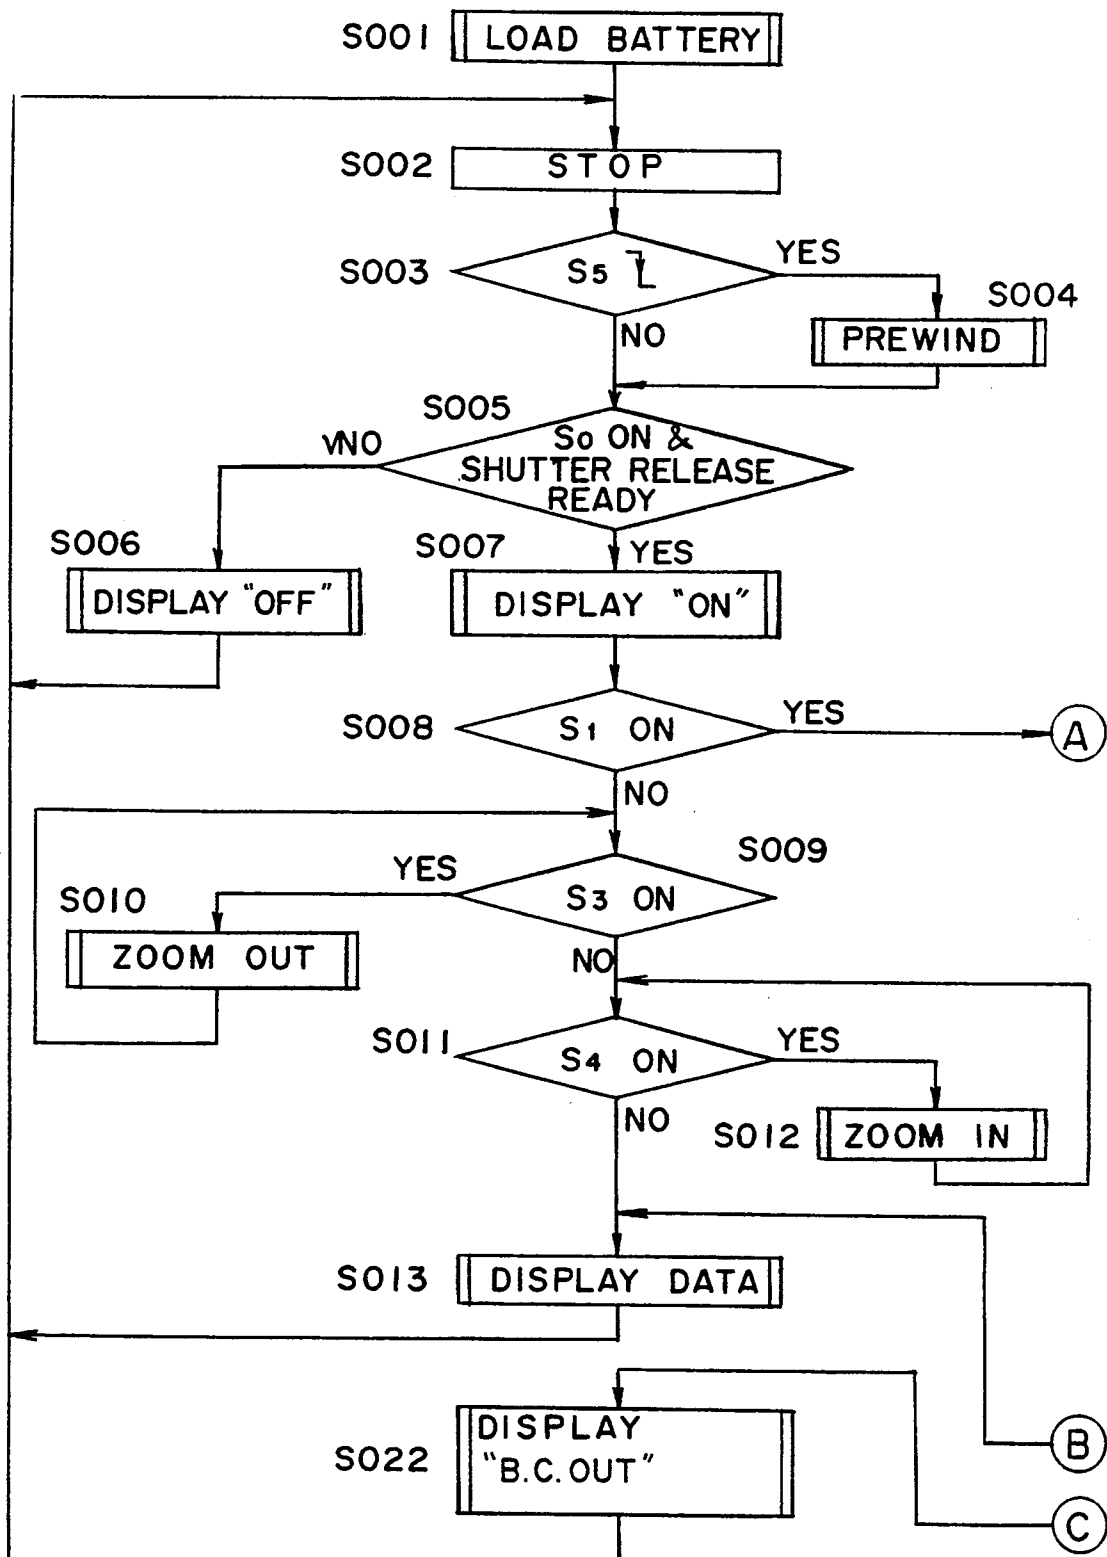 S001
LOAD BATTERY
S002
STOP
S003
S5
YES
S004
PREWIND
NO
S005
NO
S0 ON &
SHUTTER RELEASE
READY
S006
DISPLAY "OFF"
S007
YES
DISPLAY "ON"
S008
S1 ON
YES
A
NO
S009
YES
S3 ON
S010
ZOOM OUT
NO
S011
S4 ON
YES
NO
S012
ZOOM IN
S013
DISPLAY DATA
S022
DISPLAY
"B.C.OUT"
B
C